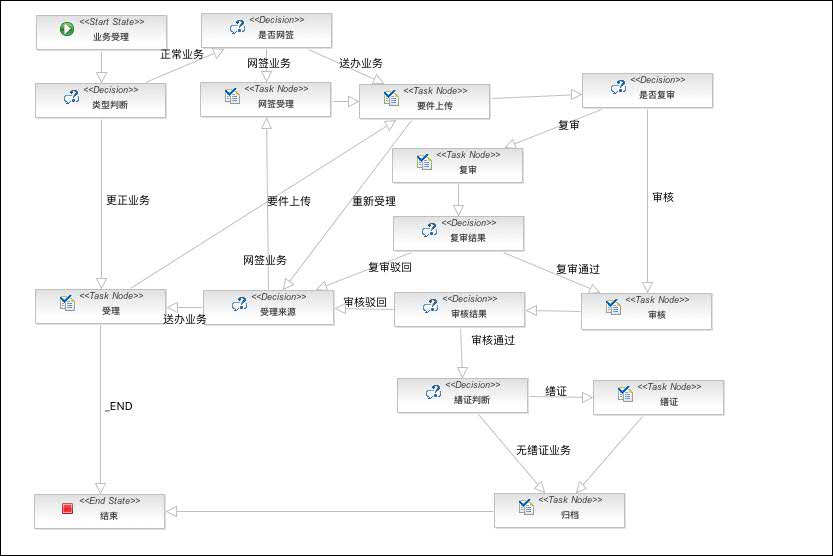 <<Start State>>
业务受理
<<Decision>>
是否网签
正常业务
网签业务
送办业务
<<Decision>>
类型判断
<<Task Node>>
网签受理
<<Task Node>>
要件上传
<<Decision>>
是否复审
复审
<<Task Node>>
复审
更正业务
要件上传
重新受理
审核
<<Decision>>
复审结果
网签业务
复审驳回
复审通过
<<Task Node>>
受理
送办业务
<<Decision>>
受理来源
审核驳回
<<Decision>>
审核结果
<<Task Node>>
审核
审核通过
<<Decision>>
缮证判断
缮证
<<Task Node>>
缮证
_END
无缮证业务
<<End State>>
结束
<<Task Node>>
归档